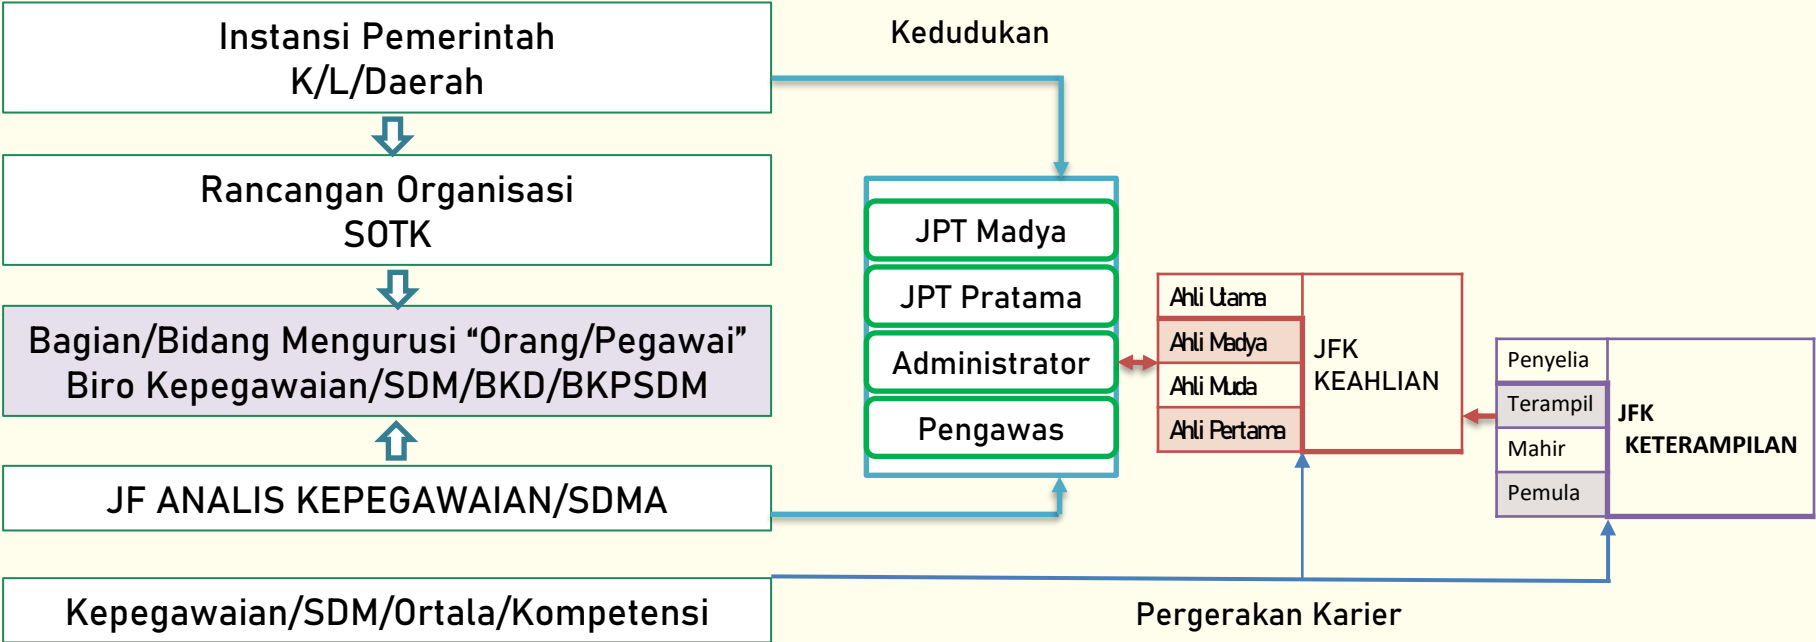 Instansi Pemerintah
K/L/Daerah
Rancangan Organisasi
SOTK
Bagian/Bidang Mengurusi “Orang/Pegawai”
Biro Kepegawaian/SDM/BKD/BKPSDM
JF ANALIS KEPEGAWAIAN/SDMA
Kepegawaian/SDM/Ortala/Kompetensi
Kedudukan
JPT Madya
JPT Pratama
Administrator
Pengawas
Ahli Utama
Ahli Madya
Ahli Muda
Ahli Pertama
JFK
KEAHLIAN
Penyelia
Terampil
Mahir
Pemula
JFK
KETERAMPILAN
Pergerakan Karier